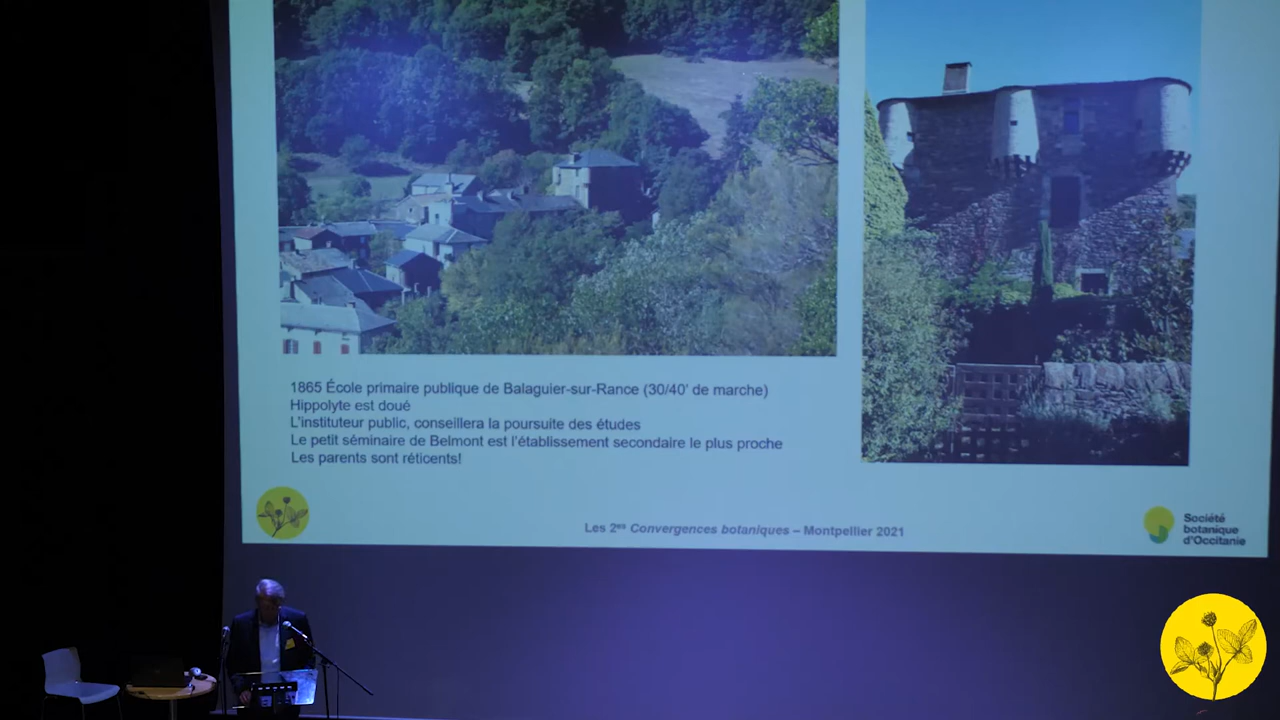 1865 École primaire publique de Balaguier-sur-Rance (30/40' de marche)
Hippolyte est doué
L'instituteur public, conseillera la poursuite des études
Le petit séminaire de Belmont est l'établissement secondaire le plus proche
Les parents sont réticents!
Les 2es Convergences botaniques – Montpellier 2021
Société
botanique
d'Occitanie